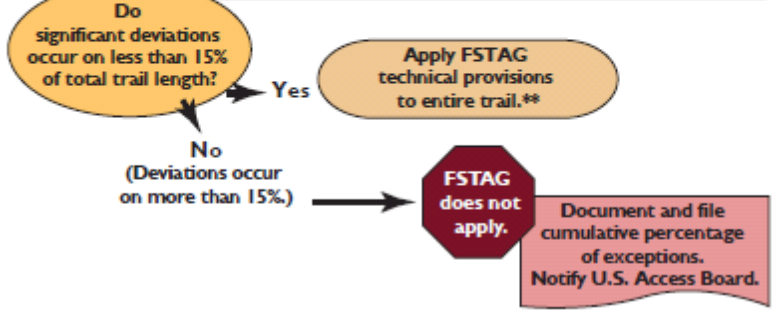 Do
significant deviations
occur on less than 15%
of total trail length?
Yes
Apply FSTAG
technical provisions
to entire trail.**
No
(Deviations occur
on more than 15%.)
FSTAG
does not
apply.
Document and file
cumulative percentage
of exceptions.
Notify U.S. Access Board.